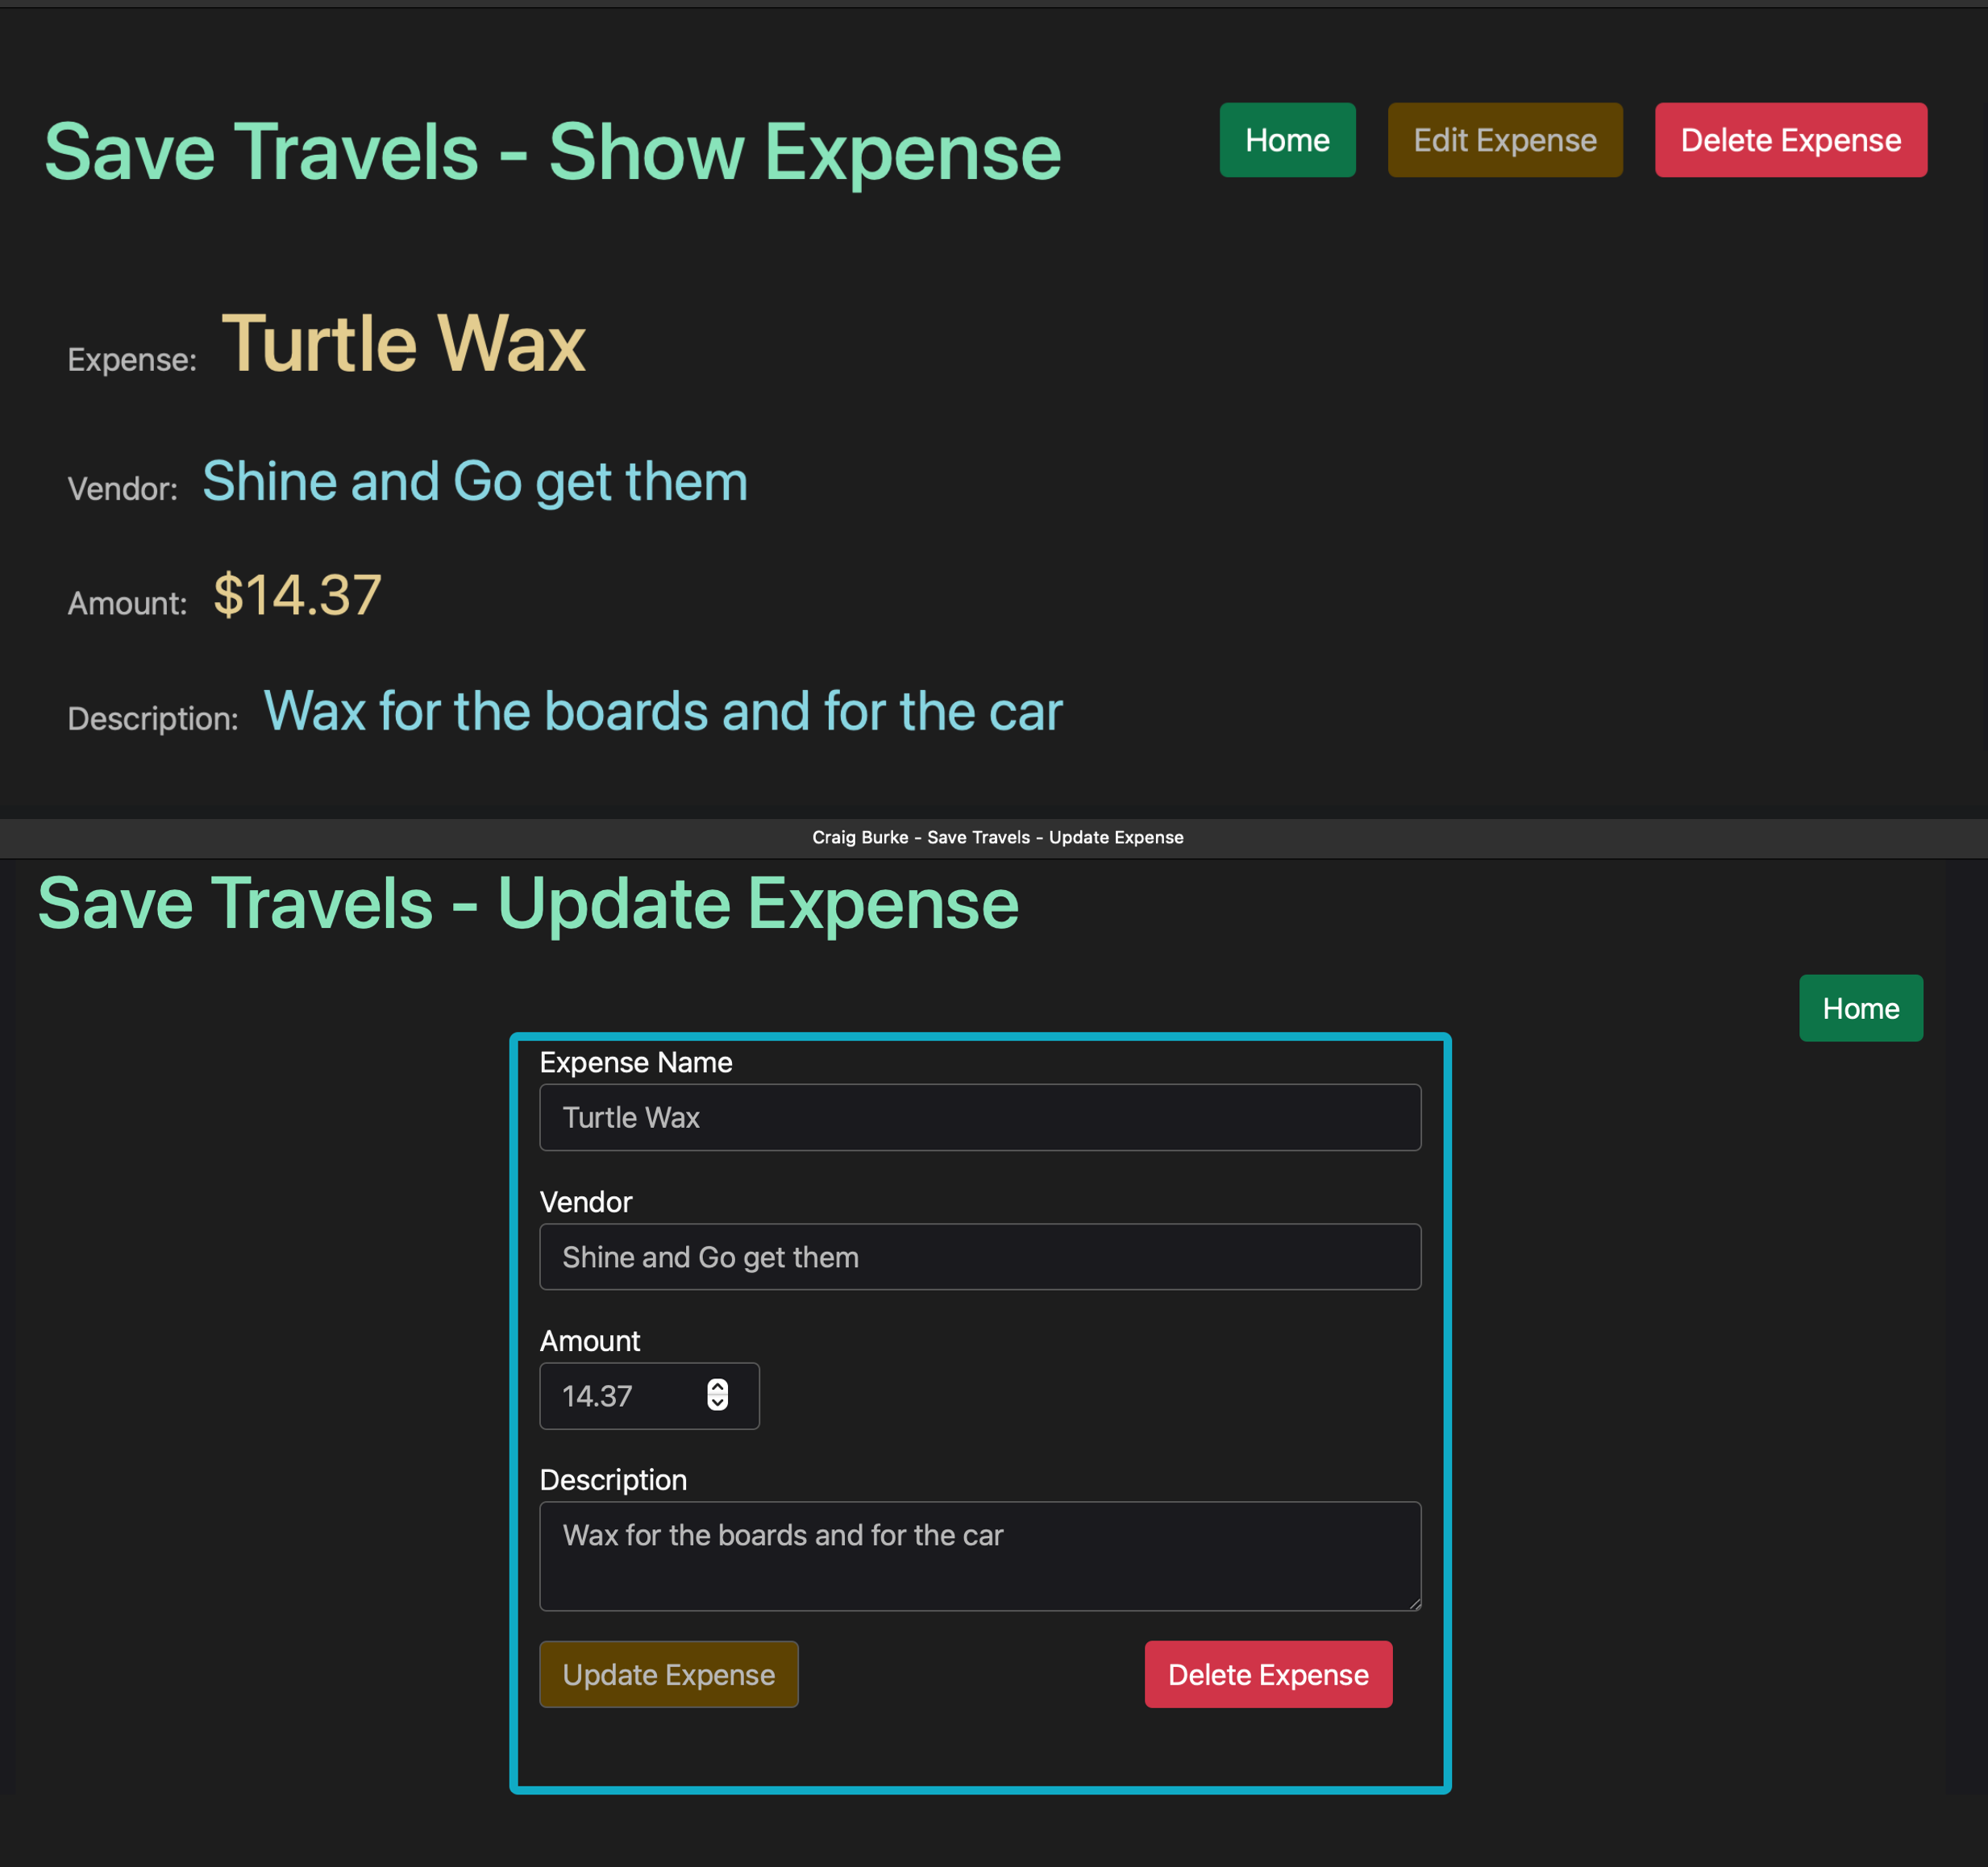 Save Travels - Show Expense
Home
Edit Expense
Delete Expense
Expense: Turtle Wax
Vendor: Shine and Go get them
Amount: $14.37
Description: Wax for the boards and for the car
Craig Burke - Save Travels - Update Expense
Save Travels - Update Expense
Home
Expense Name
Turtle Wax
Vendor
Shine and Go get them
Amount
14.37
Description
Wax for the boards and for the car
Update Expense
Delete Expense